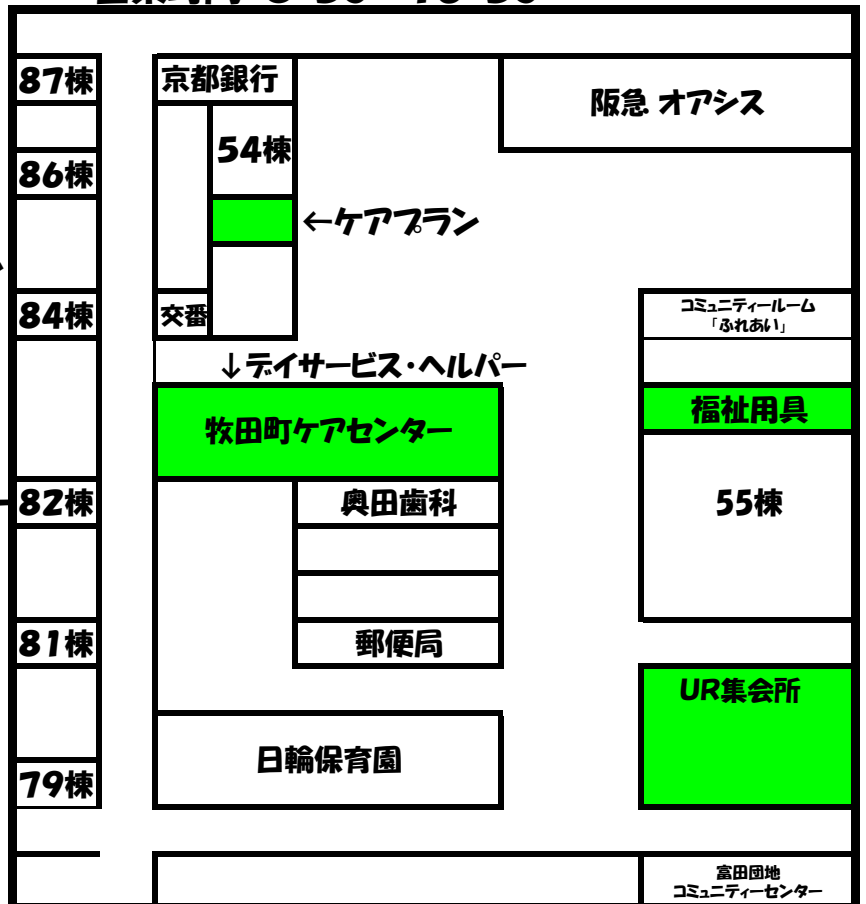 87棟
京都銀行
阪急 オアシス
54棟
86棟
←ケアプラン
84棟
交番
コミュニティールーム
「ふれあい」
↓デイサービス・ヘルパー
牧田町ケアセンター
福祉用具
82棟
奥田歯科
55棟
81棟
郵便局
UR集会所
日輪保育園
79棟
富田団地
コミュニティーセンター